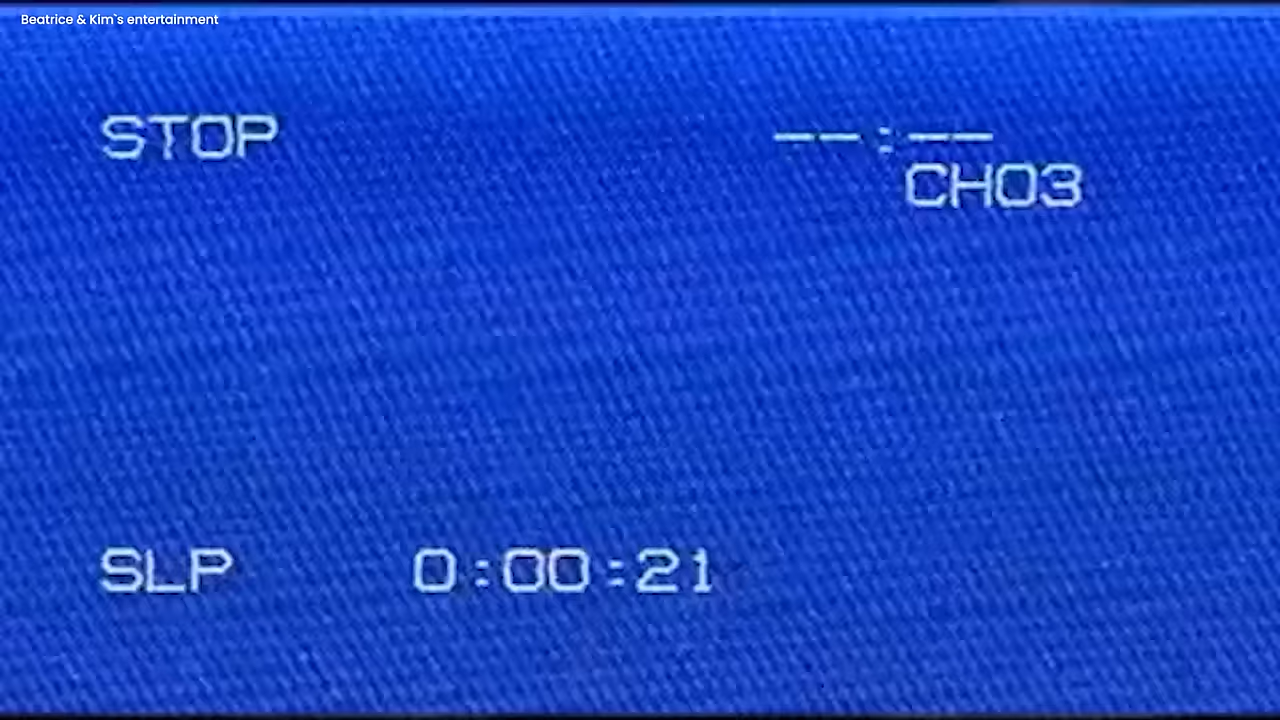 Beatrice & Kim`s entertainment
STOP
--:--
CH03
SLP 0:00:21